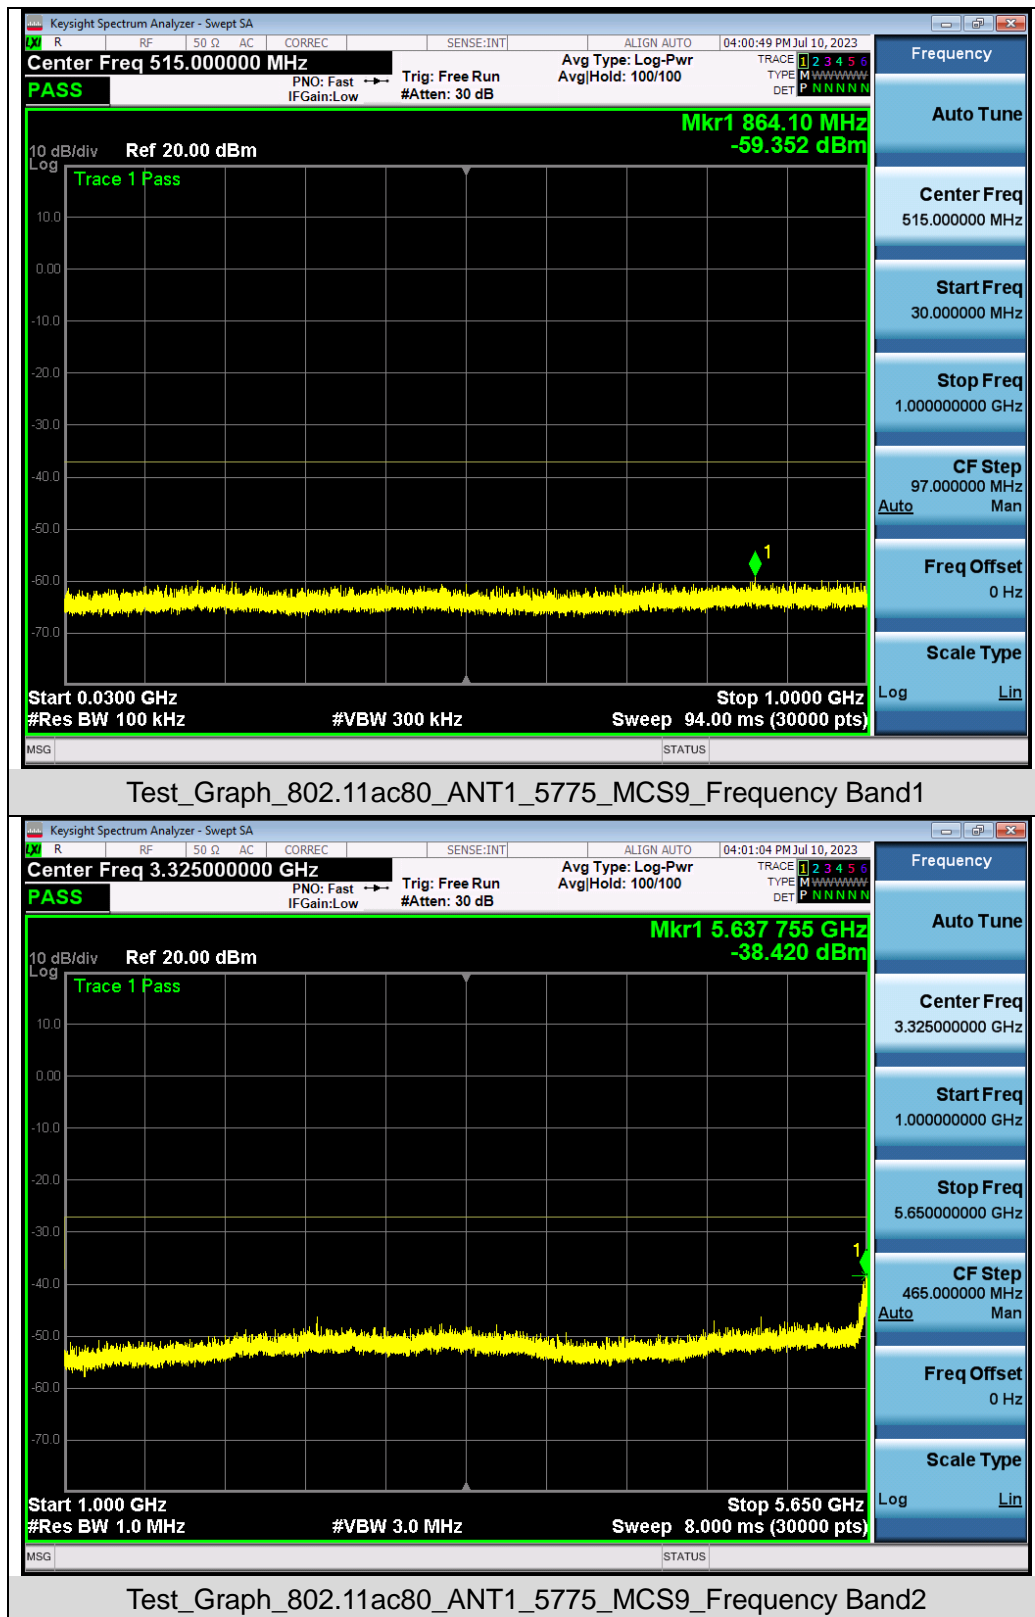 Keysight Spectrum Analyzer - Swept SA
LXI R RF 50 Ω AC CORREC SENSE:INT ALIGN AUTO 04:00:49 PM Jul 10, 2023
Center Freq 515.000000 MHz
PASS
PNO: Fast
IFGain:Low
Trig: Free Run
#Atten: 30 dB
Avg Type: Log-Pwr
Avg|Hold: 100/100
TRACE 1 2 3 4 5 6
TYPE M WWWWW
DET P N N N N N
Mkr1 864.10 MHz
-59.352 dBm
10 dB/div Ref 20.00 dBm
Log
Trace 1 Pass
10.0
0.00
-10.0
-20.0
-30.0
-40.0
-50.0
-60.0
-70.0
1
Start 0.0300 GHz Stop 1.0000 GHz
#Res BW 100 kHz #VBW 300 kHz Sweep 94.00 ms (30000 pts)
MSG STATUS
Frequency
Auto Tune
Center Freq
515.000000 MHz
Start Freq
30.000000 MHz
Stop Freq
1.000000000 GHz
CF Step
97.000000 MHz
Auto Man
Freq Offset
0 Hz
Scale Type
Log Lin
Test_Graph_802.11ac80_ANT1_5775_MCS9_Frequency Band1
Keysight Spectrum Analyzer - Swept SA
LXI R RF 50 Ω AC CORREC SENSE:INT ALIGN AUTO 04:01:04 PM Jul 10, 2023
Center Freq 3.325000000 GHz
PASS
PNO: Fast
IFGain:Low
Trig: Free Run
#Atten: 30 dB
Avg Type: Log-Pwr
Avg|Hold: 100/100
TRACE 1 2 3 4 5 6
TYPE M WWWWW
DET P N N N N N
Mkr1 5.637 755 GHz
-38.420 dBm
10 dB/div Ref 20.00 dBm
Log
Trace 1 Pass
10.0
0.00
-10.0
-20.0
-30.0
-40.0
-50.0
-60.0
-70.0
1
Start 1.000 GHz Stop 5.650 GHz
#Res BW 1.0 MHz #VBW 3.0 MHz Sweep 8.000 ms (30000 pts)
MSG STATUS
Frequency
Auto Tune
Center Freq
3.325000000 GHz
Start Freq
1.000000000 GHz
Stop Freq
5.650000000 GHz
CF Step
465.000000 MHz
Auto Man
Freq Offset
0 Hz
Scale Type
Log Lin
Test_Graph_802.11ac80_ANT1_5775_MCS9_Frequency Band2